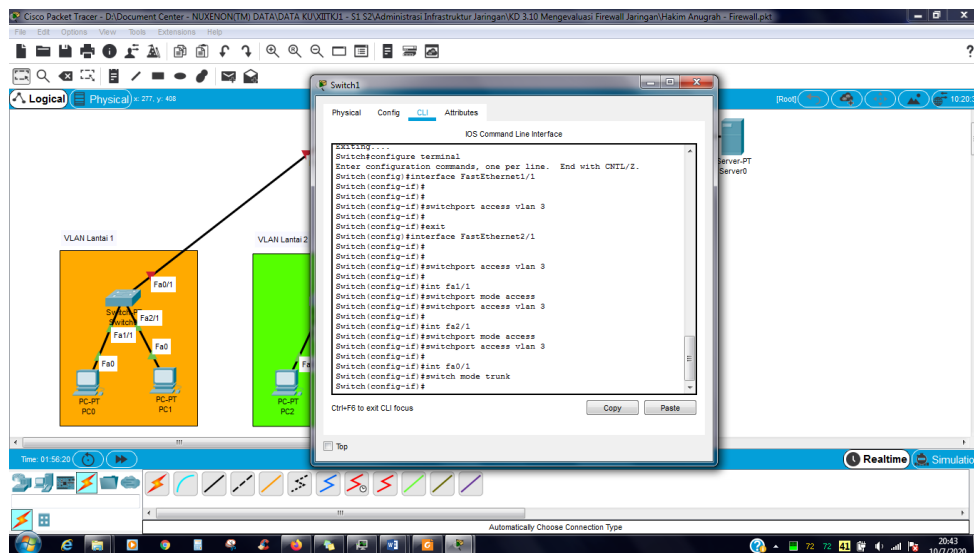 Cisco Packet Tracer - D:\Document Center - NUXENON(TM) DATA\DATA KU\XIITKJ1 - S1 S2\Administrasi Infrastruktur Jaringan\KD 3.10 Mengevaluasi Firewall Jaringan\Hakim Anugrah - Firewall.pkt
File Edit Options View Tools Extensions Help
Logical Physical x: 277, y: 408
[Root] 10:20:3
Switch1
Physical Config CLI Attributes
IOS Command Line Interface
Exiting....
Switch#configure terminal
Enter configuration commands, one per line. End with CNTL/Z.
Switch(config)#interface FastEthernet1/1
Switch(config-if)#
Switch(config-if)#
Switch(config-if)#switchport access vlan 3
Switch(config-if)#
Switch(config-if)#exit
Switch(config)#interface FastEthernet2/1
Switch(config-if)#
Switch(config-if)#
Switch(config-if)#switchport access vlan 3
Switch(config-if)#
Switch(config-if)#int fa1/1
Switch(config-if)#switchport mode access
Switch(config-if)#switchport access vlan 3
Switch(config-if)#
Switch(config-if)#int fa2/1
Switch(config-if)#switchport mode access
Switch(config-if)#switchport access vlan 3
Switch(config-if)#
Switch(config-if)#int fa0/1
Switch(config-if)#switch mode trunk
Switch(config-if)#
Ctrl+F6 to exit CLI focus
Copy Paste
Top
Server-PT
Server0
VLAN Lantai 1
VLAN Lantai 2
Fa0/1
Fa2/1
Fa1/1
Fa0
Fa0
PC-PT
PC0
PC-PT
PC1
PC-PT
PC2
Time: 01:56:20
Realtime Simulatio
Automatically Choose Connection Type
72 72 41
20:43
10/7/2020